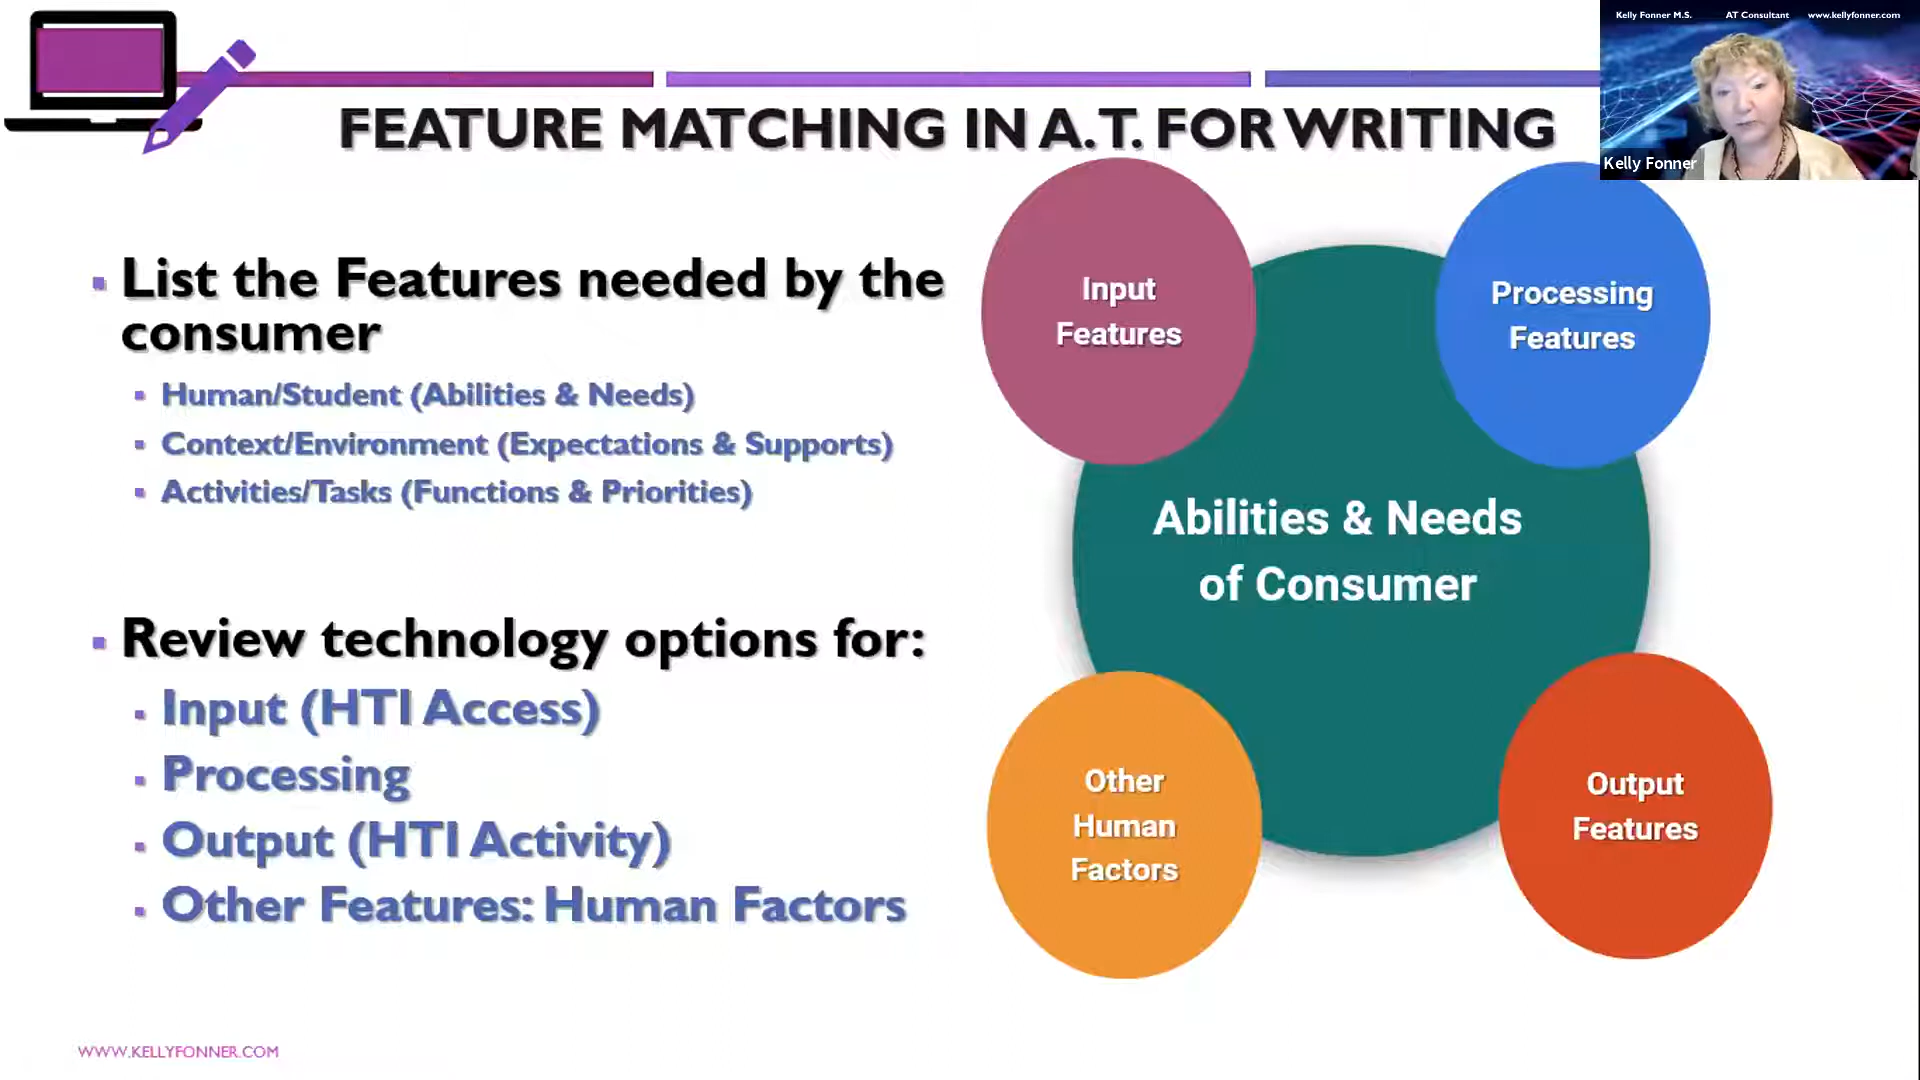 Kelly Fonner M.S. AT Consultant www.kellyfonner.com
Kelly Fonner
FEATURE MATCHING IN A.T. FOR WRITING
List the Features needed by the
consumer
Human/Student (Abilities & Needs)
Context/Environment (Expectations & Supports)
Activities/Tasks (Functions & Priorities)
Review technology options for:
Input (HTI Access)
Processing
Output (HTI Activity)
Other Features: Human Factors
Input
Features
Processing
Features
Abilities & Needs
of Consumer
Other
Human
Factors
Output
Features
WWW.KELLYFONNER.COM